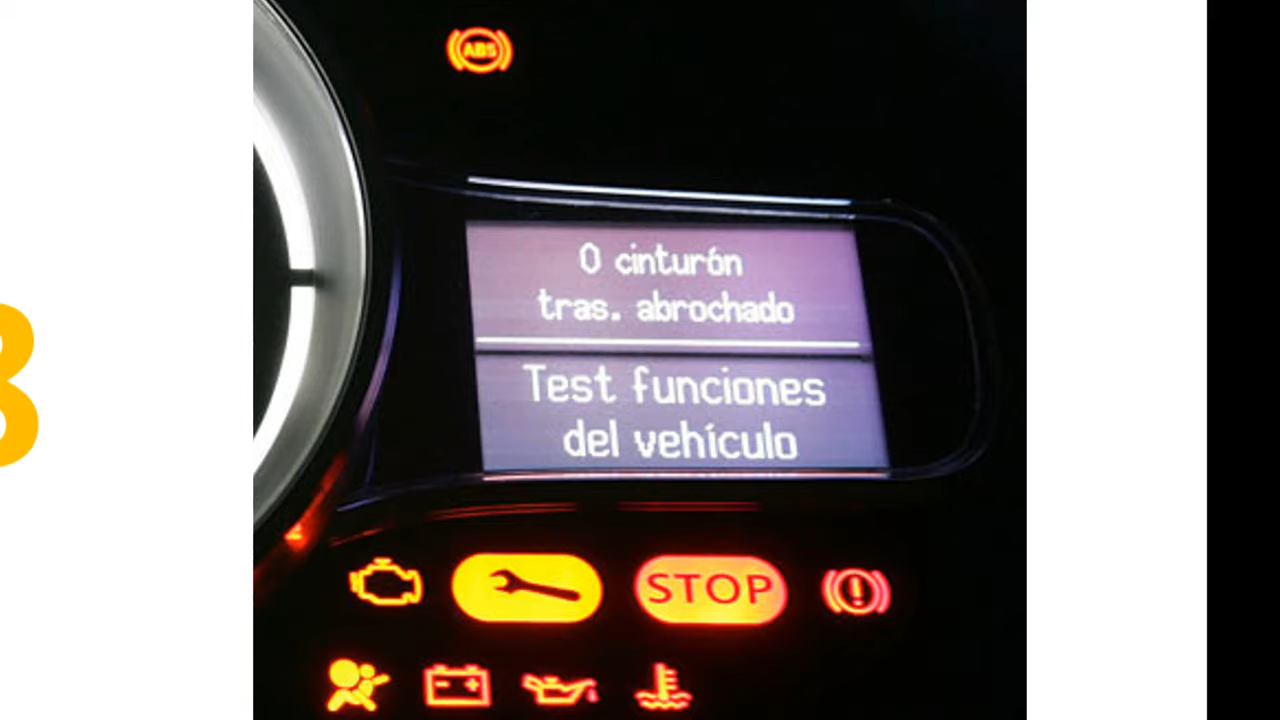 ABS
0 cinturón
tras. abrochado
Test funciones
del vehículo
STOP